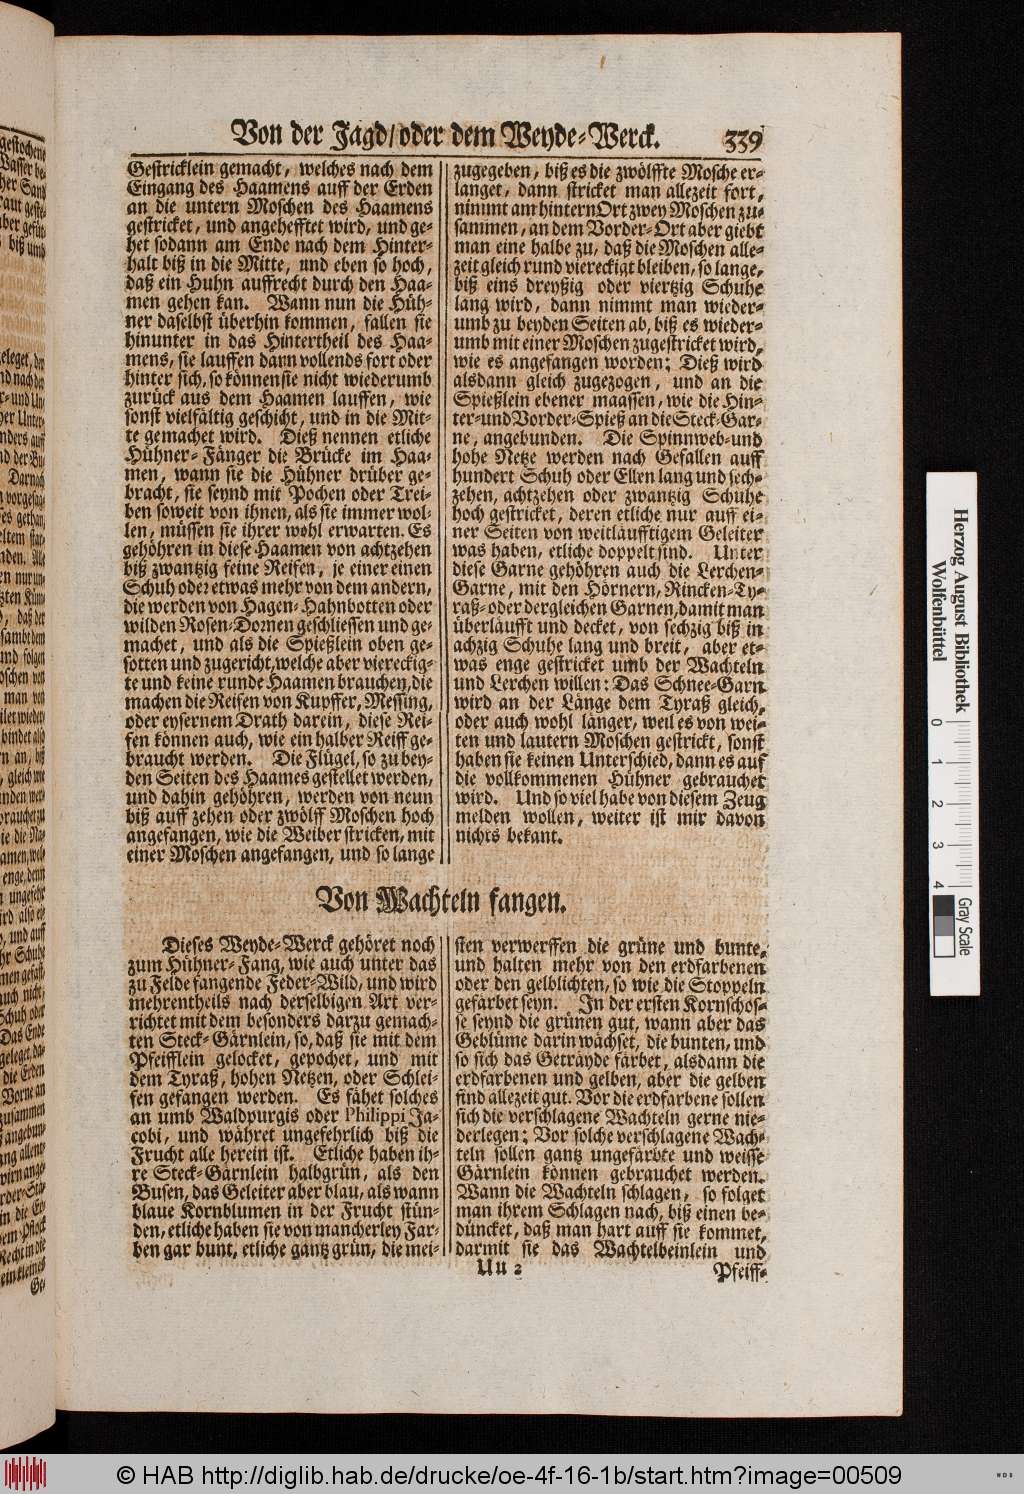 Von der Jagd/ oder dem Weyde-Werck. 339
Gestricklein gemacht, welches nach dem
Eingang des Haamens auff der Erden
an die untern Moschen des Haamens
gestricket, und angehefftet wird, und ge-
het sodann am Ende nach dem Hinter-
halt biß in die Mitte, und eben so hoch,
daß ein Huhn auffrecht durch den Haa-
men gehen kan. Wann nun die Hüh-
ner daselbst überhin kommen, fallen sie
hinunter in das Hintertheil des Haa-
mens, sie lauffen dann vollends fort oder
hinter sich, so können sie nicht wiederumb
zurück aus dem Haamen lauffen, wie
sonst vielfältig geschicht, und in die Mit-
te gemachet wird. Dieß nennen etliche
Hühner-Fänger die Brücke im Haa-
men, wann sie die Hühner drüber ge-
bracht, sie seynd mit Pochen oder Trei-
ben soweit von ihnen, als sie immer wol-
len, müssen sie ihrer wohl erwarten. Es
gehöhren in diese Haamen von achtzehen
biß zwantzig feine Reifen, je einer einen
Schuh oder etwas mehr von dem andern,
die werden von Hagen-Hahnbotten oder
wilden Rosen-Dornen geschliessen und ge-
machet, und als die Spießlein oben ge-
sotten und zugericht, welche aber viereckig-
te und keine runde Haamen brauchen, die
machen die Reifen von Kupffer, Messing,
oder eysernem Drath darein, diese Rei-
fen können auch, wie ein halber Reiff ge-
braucht werden. Die Flügel, so zu bey-
den Seiten des Haames gestellet werden,
und dahin gehöhren, werden von neun
biß auff zehen oder zwölff Moschen hoch
angefangen, wie die Weiber stricken, mit
einer Moschen angefangen, und so lange
zugegeben, biß es die zwölffte Mosche er-
langet, dann stricket man allezeit fort,
nimmt am hintern Ort zwey Moschen zu-
sammen, an dem Vorder-Ort aber giebt
man eine halbe zu, daß die Moschen alle-
zeit gleich rund viereckigt bleiben, so lange,
biß eins dreyßig oder viertzig Schuhe
lang wird, dann nimmt man wieder-
umb zu beyden Seiten ab, biß es wieder-
umb mit einer Moschen zugestricket wird,
wie es angefangen worden; Dieß wird
alsdann gleich zugezogen, und an die
Spießlein ebener maassen, wie die Hin-
ter- und Vorder-Spieß an die Steck-Gar-
ne, angebunden. Die Spinnweb- und
hohe Netze werden nach Gefallen auff
hundert Schuh oder Ellen lang und sech-
zehen, achtzehen oder zwantzig Schuhe
hoch gestricket, deren etliche nur auff ei-
ner Seiten von weitläufftigem Geleiter
was haben, etliche doppelt sind. Unter
diese Garne gehöhren auch die Lerchen-
Garne, mit den Hörnern, Rincken-Ty-
raß- oder dergleichen Garnen, damit man
überläufft und decket, von sechzig biß in
achzig Schuhe lang und breit, aber et-
was enge gestricket umb der Wachteln
und Lerchen willen: Das Schnee-Garn
wird an der Länge dem Tyraß gleich,
oder auch wohl länger, weil es von wei-
ten und lautern Moschen gestrickt, sonst
haben sie keinen Unterschied, dann es auf
die vollkommenen Hühner gebrauchet
wird. Und so viel habe von diesem Zeug
melden wollen, weiter ist mir davon
nichts bekant.
Von Wachteln fangen.
Dieses Weyde-Werck gehöret noch
zum Hühner-Fang, wie auch unter das
zu Felde fangende Feder-Wild, und wird
mehrentheils nach derselbigen Art ver-
richtet mit dem besonders darzu gemach-
ten Steck-Gärnlein, so, daß sie mit dem
Pfeifflein gelocket, gepochet, und mit
dem Tyraß, hohen Netzen, oder Schlei-
fen gefangen werden. Es fähet solches
an umb Waldpurgis oder Philippi Ja-
cobi, und währet ungefehrlich biß die
Frucht alle herein ist. Etliche haben ih-
re Steck-Gärnlein halbgrün, als den
Busen, das Geleiter aber blau, als wann
blaue Kornblumen in der Frucht stün-
den, etliche haben sie von mancherley Far-
ben gar bunt, etliche gantz grün, die mei-
sten verwerffen die grüne und bunte,
und halten mehr von den erdfarbenen
oder den gelblichten, so wie die Stoppeln
gefärbet seyn. In der ersten Kornschos-
se seynd die grünen gut, wann aber das
Geblüme darin wächset, die bunten, und
so sich das Geträyde färbet, alsdann die
erdfarbenen und gelben, aber die gelben
sind allezeit gut. Vor die erdfarbene sollen
sich die verschlagene Wachteln gerne nie-
derlegen; Vor solche verschlagene Wach-
teln sollen gantz ungefärbte und weisse
Gärnlein können gebrauchet werden.
Wann die Wachteln schlagen, so folget
man ihrem Schlagen nach, biß einen be-
düncket, daß man hart auff sie kommet,
darmit sie das Wachtelbeinlein und
Uu 2 Pfeiff-
Herzog August Bibliothek
Wolfenbüttel
0 1 2 3 4
Gray Scale
© HAB http://diglib.hab.de/drucke/oe-4f-16-1b/start.htm?image=00509